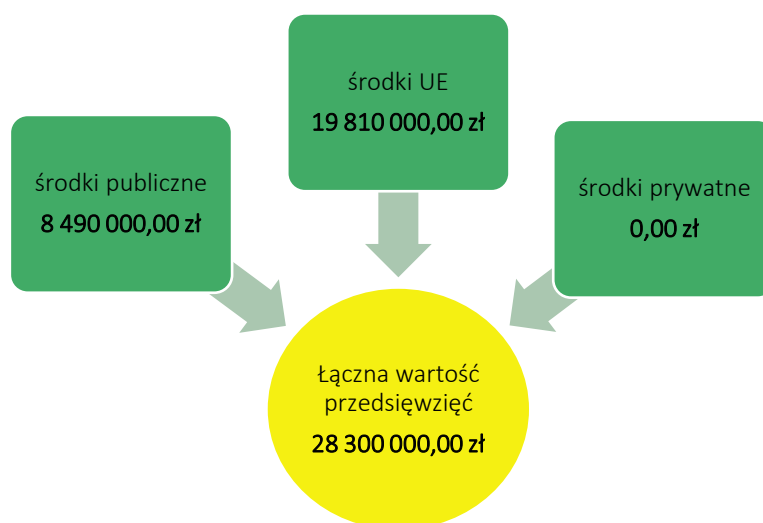 środki publiczne
8 490 000,00 zł
środki UE
19 810 000,00 zł
środki prywatne
0,00 zł
Łączna wartość
przedsięwzięć
28 300 000,00 zł